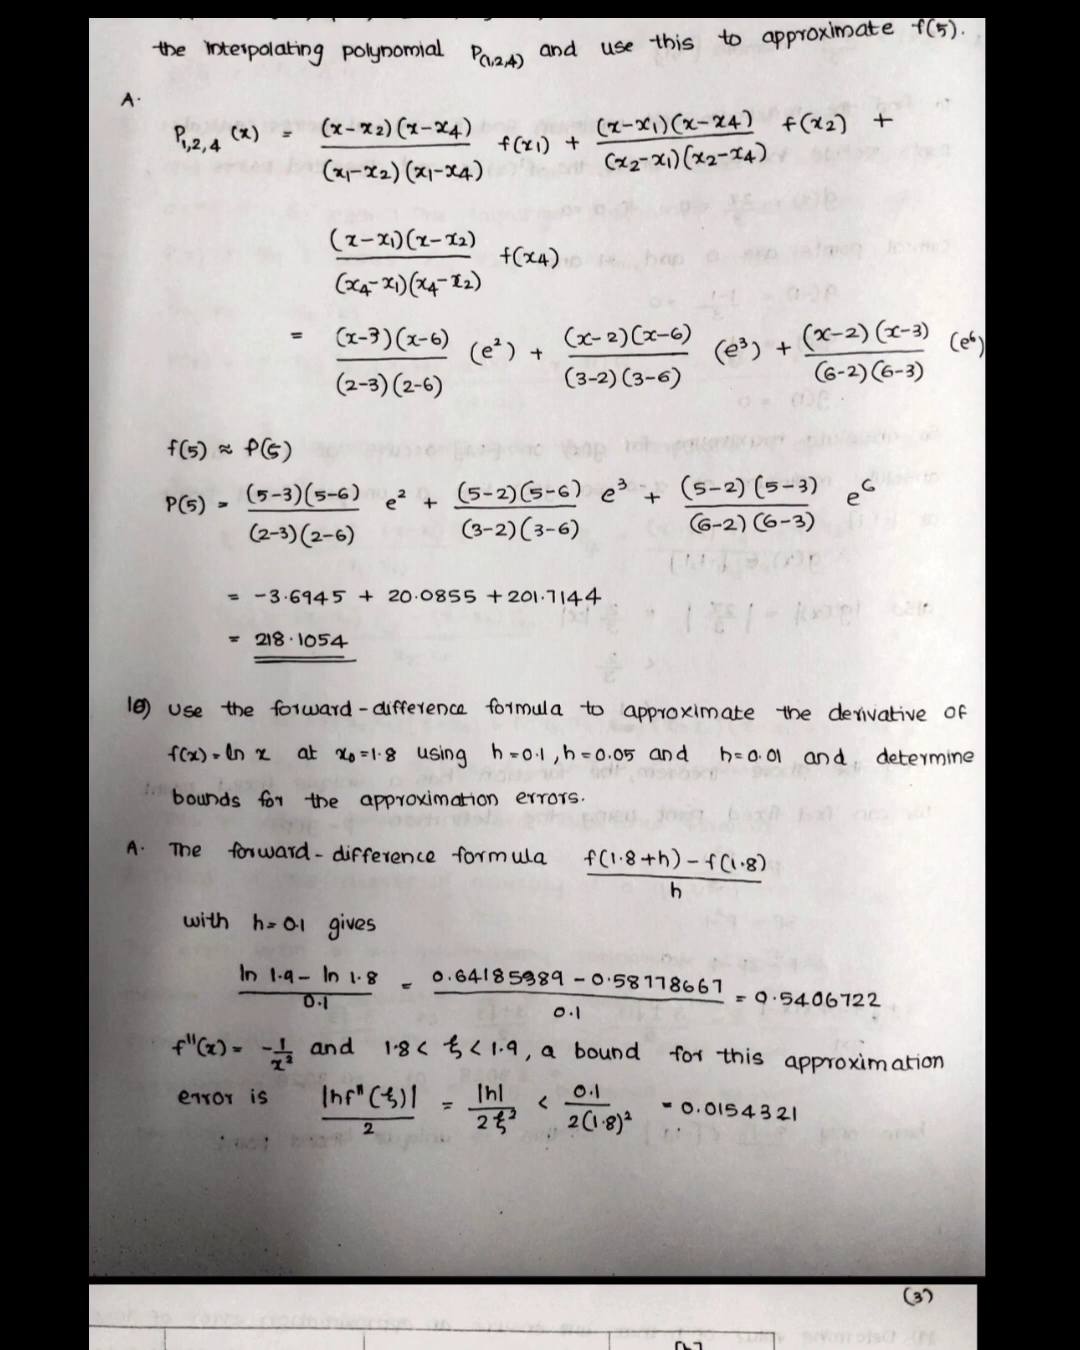 the interpolating polynomial P(1,2,4) and use this to approximate f(5).
A.
P1,2,4 (x) = (x-x2)(x-x4) / (x1-x2)(x1-x4) f(x1) + (x-x1)(x-x4) / (x2-x1)(x2-x4) f(x2) +
(x-x1)(x-x2) / (x4-x1)(x4-x2) f(x4)
= (x-3)(x-6) / (2-3)(2-6) (e²) + (x-2)(x-6) / (3-2)(3-6) (e³) + (x-2)(x-3) / (6-2)(6-3) (e⁶)
f(5) ≈ P(5)
P(5) = (5-3)(5-6) / (2-3)(2-6) e² + (5-2)(5-6) / (3-2)(3-6) e³ + (5-2)(5-3) / (6-2)(6-3) e⁶
= -3.6945 + 20.0855 + 201.7144
= 218.1054
10) Use the forward-difference formula to approximate the derivative of
f(x) = ln x at x0=1.8 using h=0.1, h=0.05 and h=0.01 and determine
bounds for the approximation errors.
A. The forward-difference formula f(1.8+h)-f(1.8) / h
with h=0.1 gives
ln 1.9 - ln 1.8 / 0.1 = 0.64185389 - 0.58778667 / 0.1 = 0.5406722
f"(x) = -1/x² and 1.8 < ξ < 1.9, a bound for this approximation
error is |hf"(ξ)| / 2 = |h| / 2ξ² < 0.1 / 2(1.8)² = 0.0154321
(3)